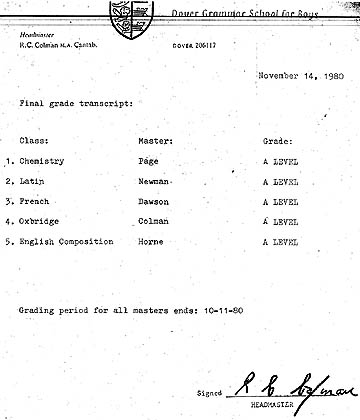 Dover Grammar School for Boys
Headmaster
R.C. Colman M.A. Cantab.
DOVER 206117
November 14, 1980
Final grade transcript:
Class: Master: Grade:
1. Chemistry Page A LEVEL
2. Latin Newman A LEVEL
3. French Dawson A LEVEL
4. Oxbridge Colman A LEVEL
5. English Composition Horne A LEVEL
Grading period for all masters ends: 10-11-80
Signed R C Colman
HEADMASTER